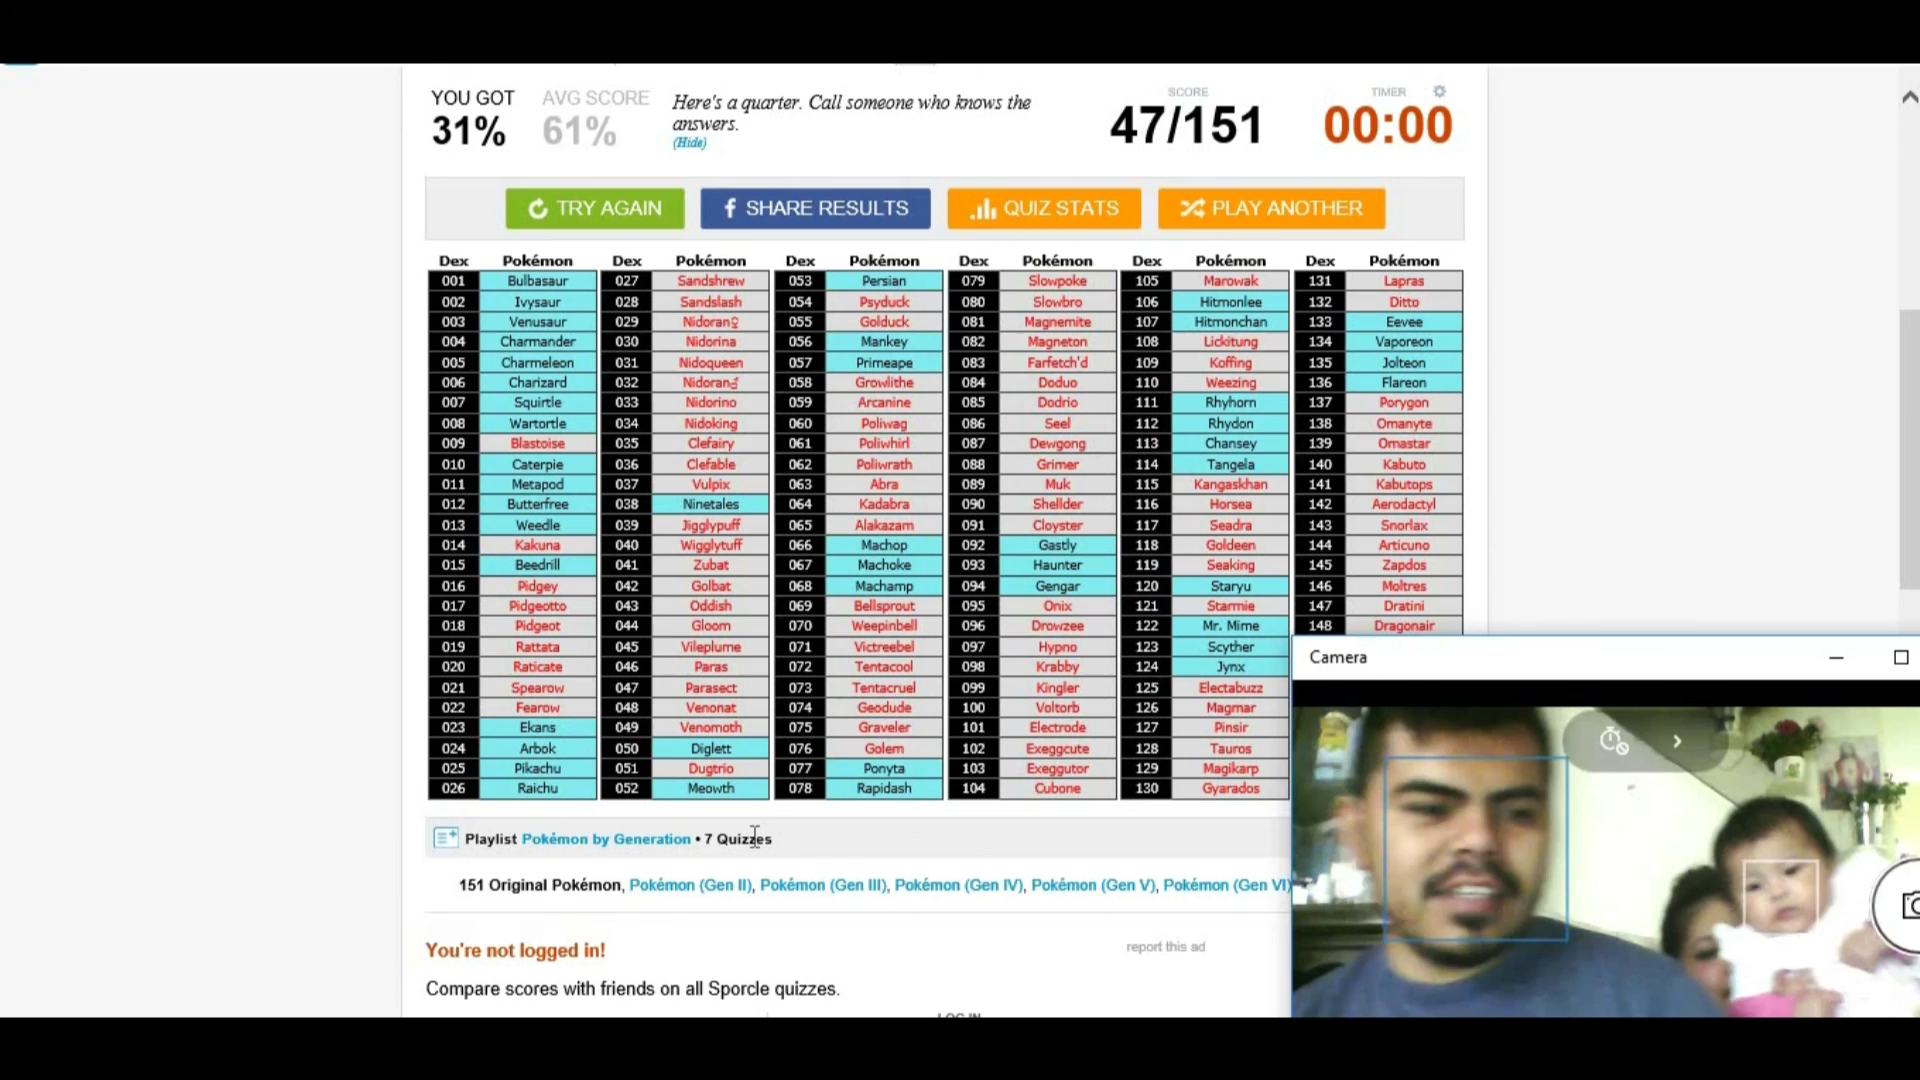 YOU GOT
31%
AVG SCORE
61%
Here's a quarter. Call someone who knows the
answers.
(Hide)
SCORE
47/151
TIMER
00:00
TRY AGAIN
f SHARE RESULTS
QUIZ STATS
PLAY ANOTHER
Dex Pokémon Dex Pokémon Dex Pokémon Dex Pokémon Dex Pokémon Dex Pokémon
001 Bulbasaur 027 Sandshrew 053 Persian 079 Slowpoke 105 Marowak 131 Lapras
002 Ivysaur 028 Sandslash 054 Psyduck 080 Slowbro 106 Hitmonlee 132 Ditto
003 Venusaur 029 Nidoran♀ 055 Golduck 081 Magnemite 107 Hitmonchan 133 Eevee
004 Charmander 030 Nidorina 056 Mankey 082 Magneton 108 Lickitung 134 Vaporeon
005 Charmeleon 031 Nidoqueen 057 Primeape 083 Farfetch'd 109 Koffing 135 Jolteon
006 Charizard 032 Nidoran♂ 058 Growlithe 084 Doduo 110 Weezing 136 Flareon
007 Squirtle 033 Nidorino 059 Arcanine 085 Dodrio 111 Rhyhorn 137 Porygon
008 Wartortle 034 Nidoking 060 Poliwag 086 Seel 112 Rhydon 138 Omanyte
009 Blastoise 035 Clefairy 061 Poliwhirl 087 Dewgong 113 Chansey 139 Omastar
010 Caterpie 036 Clefable 062 Poliwrath 088 Grimer 114 Tangela 140 Kabuto
011 Metapod 037 Vulpix 063 Abra 089 Muk 115 Kangaskhan 141 Kabutops
012 Butterfree 038 Ninetales 064 Kadabra 090 Shellder 116 Horsea 142 Aerodactyl
013 Weedle 039 Jigglypuff 065 Alakazam 091 Cloyster 117 Seadra 143 Snorlax
014 Kakuna 040 Wigglytuff 066 Machop 092 Gastly 118 Goldeen 144 Articuno
015 Beedrill 041 Zubat 067 Machoke 093 Haunter 119 Seaking 145 Zapdos
016 Pidgey 042 Golbat 068 Machamp 094 Gengar 120 Staryu 146 Moltres
017 Pidgeotto 043 Oddish 069 Bellsprout 095 Onix 121 Starmie 147 Dratini
018 Pidgeot 044 Gloom 070 Weepinbell 096 Drowzee 122 Mr. Mime 148 Dragonair
019 Rattata 045 Vileplume 071 Victreebel 097 Hypno 123 Scyther
020 Raticate 046 Paras 072 Tentacool 098 Krabby 124 Jynx
021 Spearow 047 Parasect 073 Tentacruel 099 Kingler 125 Electabuzz
022 Fearow 048 Venonat 074 Geodude 100 Voltorb 126 Magmar
023 Ekans 049 Venomoth 075 Graveler 101 Electrode 127 Pinsir
024 Arbok 050 Diglett 076 Golem 102 Exeggcute 128 Tauros
025 Pikachu 051 Dugtrio 077 Ponyta 103 Exeggutor 129 Magikarp
026 Raichu 052 Meowth 078 Rapidash 104 Cubone 130 Gyarados
Camera
Playlist Pokémon by Generation • 7 Quizzes
151 Original Pokémon, Pokémon (Gen II), Pokémon (Gen III), Pokémon (Gen IV), Pokémon (Gen V), Pokémon (Gen VI)
You're not logged in!
report this ad
Compare scores with friends on all Sporcle quizzes.
LOG IN